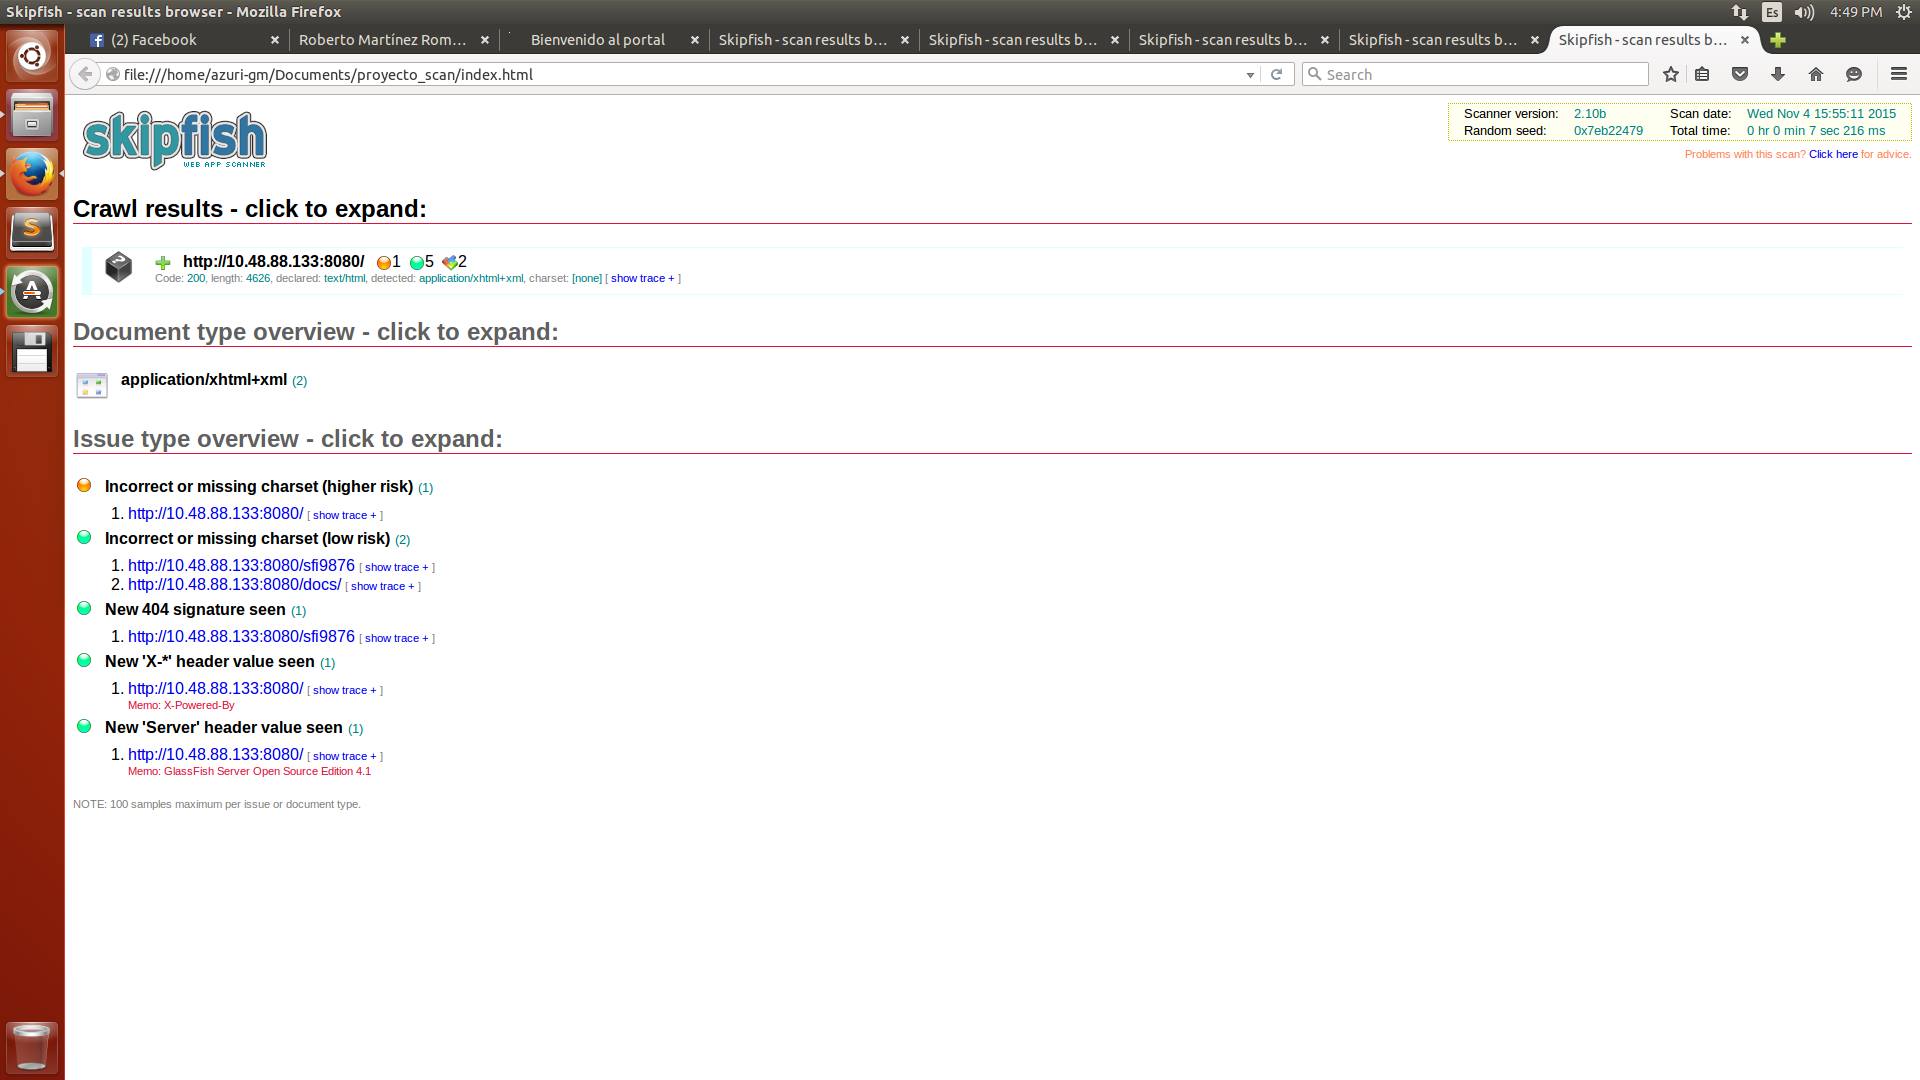 Skipfish - scan results browser - Mozilla Firefox
Es
4:49 PM
(2) Facebook
Roberto Martínez Rom...
Bienvenido al portal
Skipfish - scan results b...
Skipfish - scan results b...
Skipfish - scan results b...
Skipfish - scan results b...
Skipfish - scan results b...
file:///home/azuri-gm/Documents/proyecto_scan/index.html
Search
skipfish
WEB APP SCANNER
Scanner version: 2.10b Scan date: Wed Nov 4 15:55:11 2015
Random seed: 0x7eb22479 Total time: 0 hr 0 min 7 sec 216 ms
Problems with this scan? Click here for advice.
Crawl results - click to expand:
http://10.48.88.133:8080/ 1 5 2
Code: 200, length: 4626, declared: text/html, detected: application/xhtml+xml, charset: [none] [ show trace + ]
Document type overview - click to expand:
application/xhtml+xml (2)
Issue type overview - click to expand:
Incorrect or missing charset (higher risk) (1)
1. http://10.48.88.133:8080/ [ show trace + ]
Incorrect or missing charset (low risk) (2)
1. http://10.48.88.133:8080/sfi9876 [ show trace + ]
2. http://10.48.88.133:8080/docs/ [ show trace + ]
New 404 signature seen (1)
1. http://10.48.88.133:8080/sfi9876 [ show trace + ]
New 'X-*' header value seen (1)
1. http://10.48.88.133:8080/ [ show trace + ]
Memo: X-Powered-By
New 'Server' header value seen (1)
1. http://10.48.88.133:8080/ [ show trace + ]
Memo: GlassFish Server Open Source Edition 4.1
NOTE: 100 samples maximum per issue or document type.